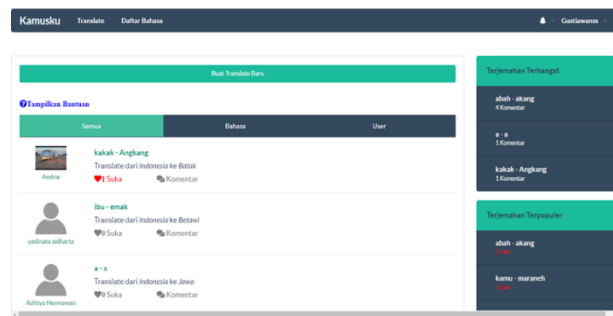 Kamusku Translate Daftar Bahasa Gustiawanss
Buat Translate Baru
Tampilkan Bantuan
Semua Bahasa User
kakak - Angkang
Translate dari Indonesia ke Batak
1 Suka Komentar
Andrie
ibu - emak
Translate dari Indonesia ke Betawi
0 Suka Komentar
yadinata sidharta
a - x
Translate dari Indonesia ke Jawa
0 Suka Komentar
Aditiya Hermawan
Terjemahan Terhangat
abah - akang
4 Komentar
a - a
1 Komentar
kakak - Angkang
1 Komentar
Terjemahan Terpopuler
abah - akang
kamu - maraneh